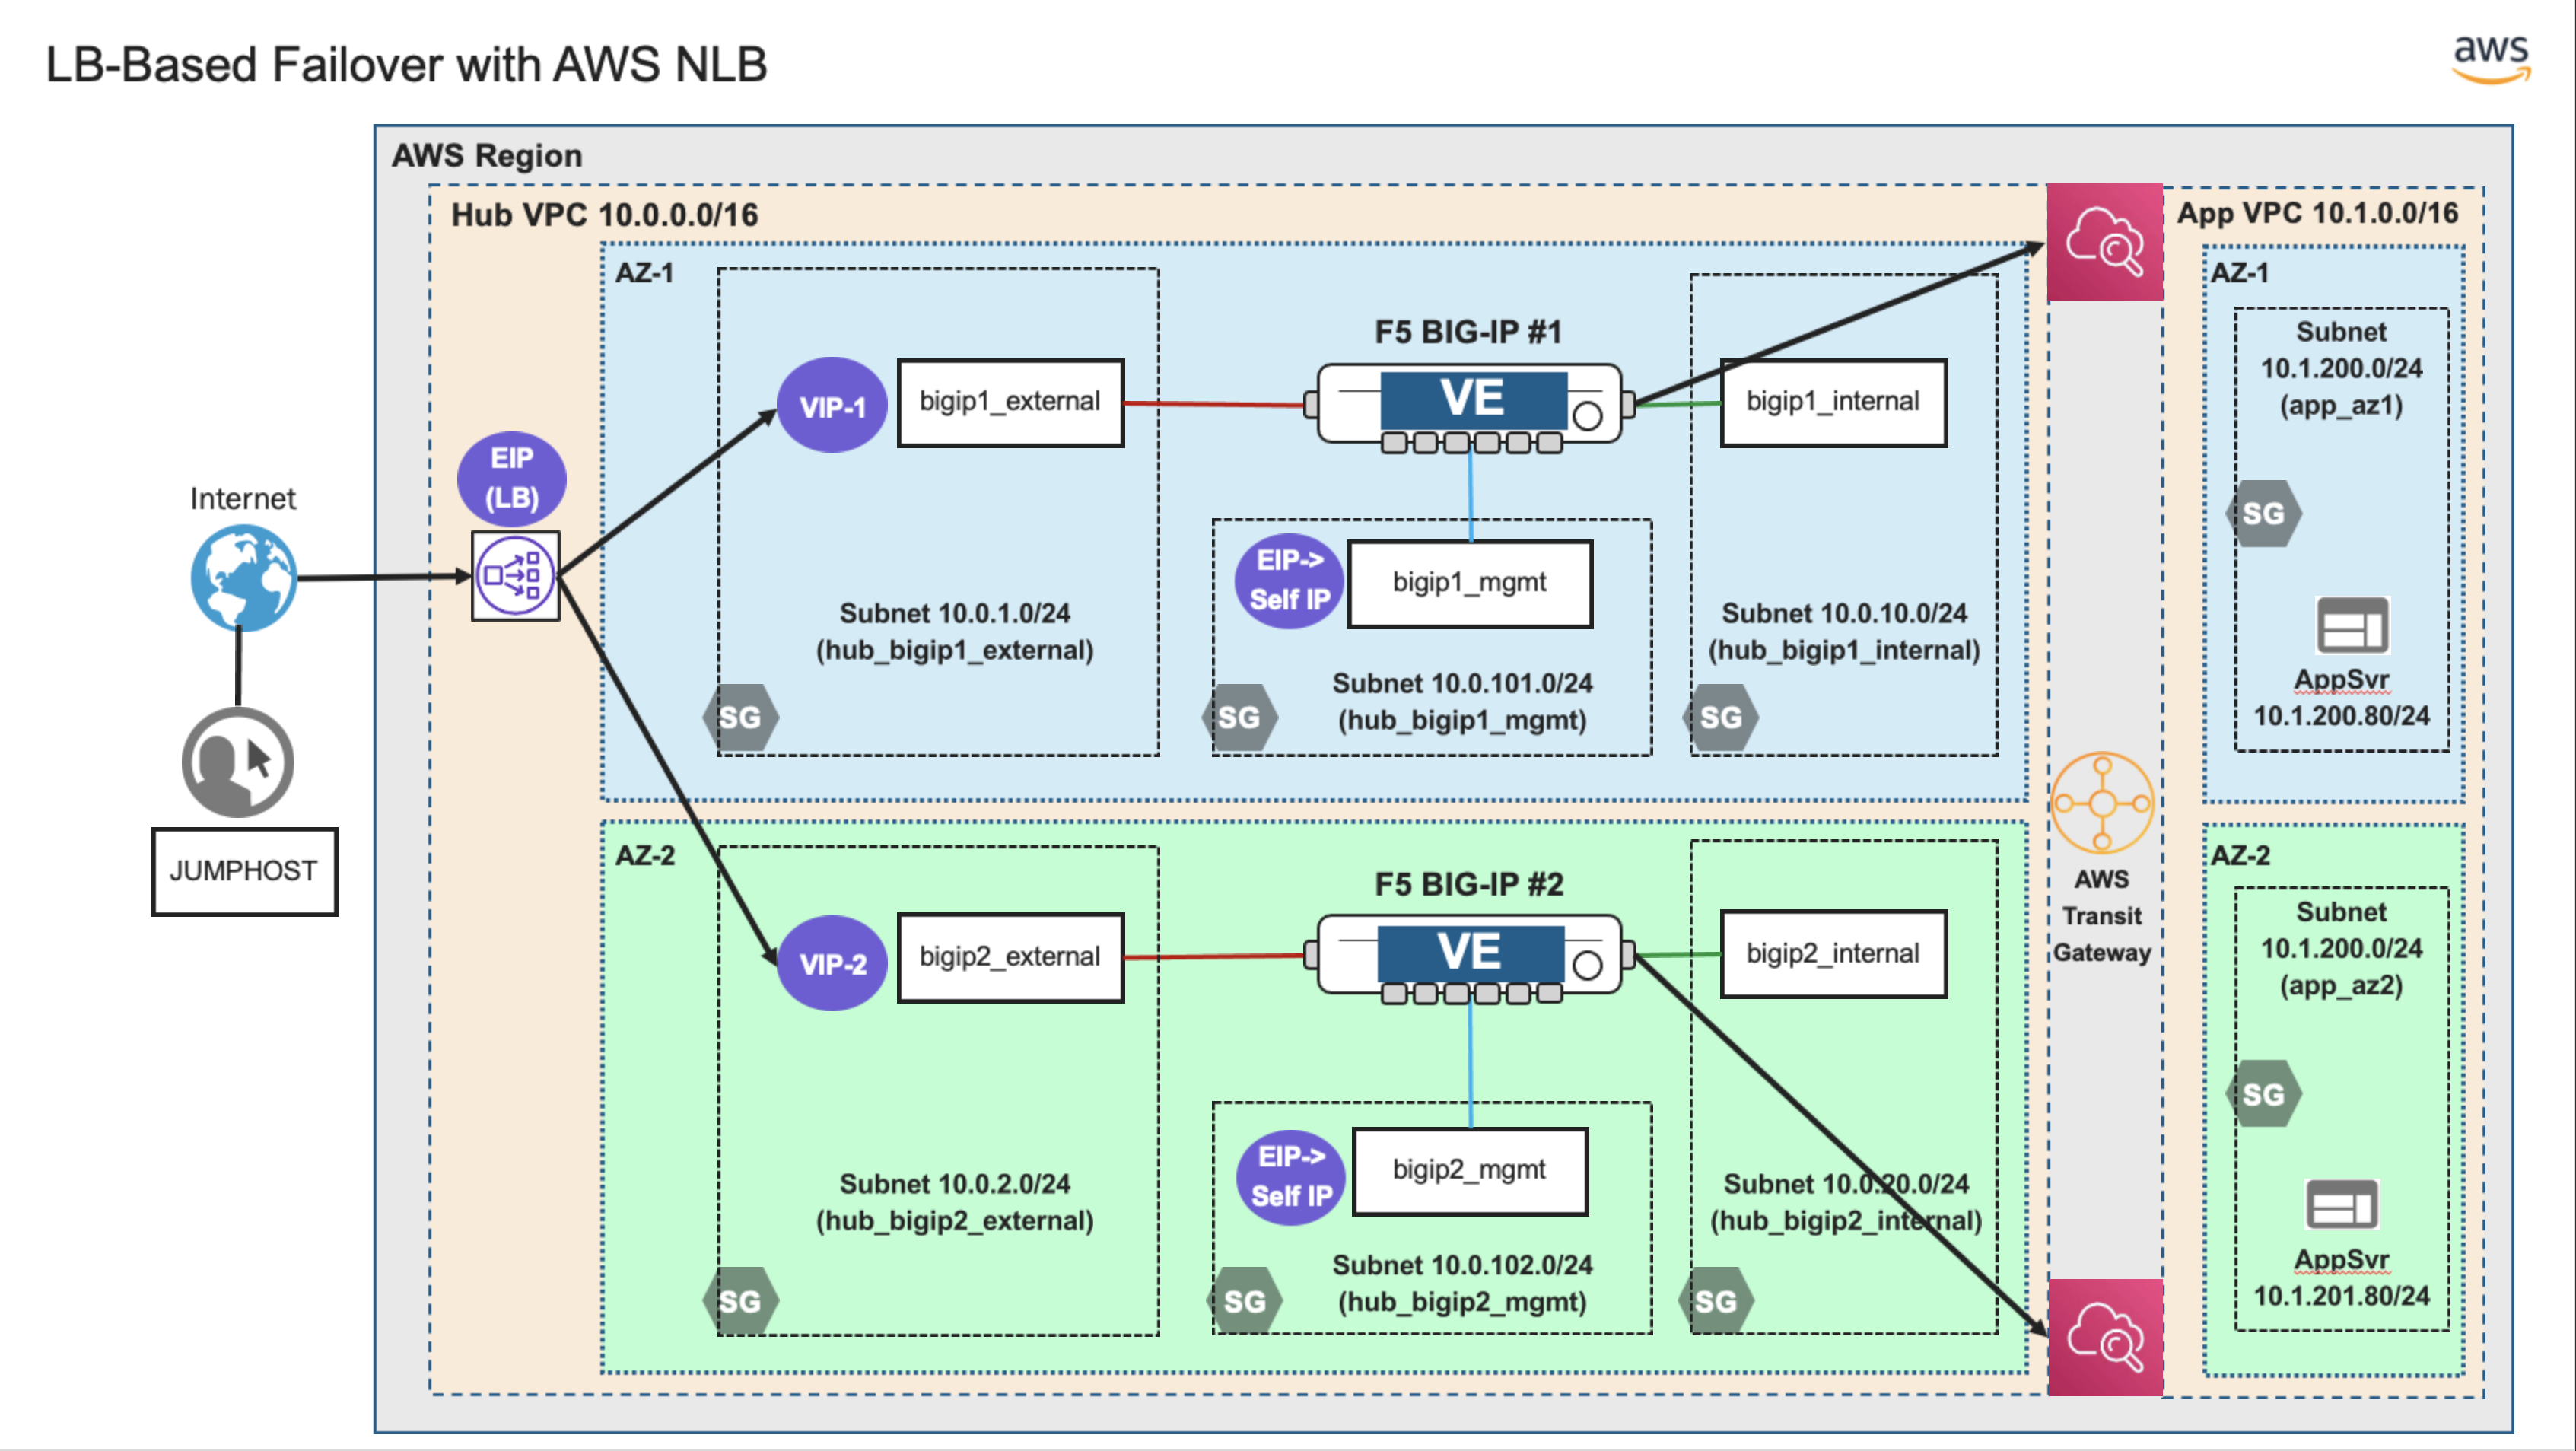 LB-Based Failover with AWS NLB
aws
AWS Region
Hub VPC 10.0.0.0/16
App VPC 10.1.0.0/16
AZ-1
F5 BIG-IP #1
VIP-1
bigip1_external
VE
bigip1_internal
EIP
(LB)
Internet
JUMPHOST
EIP->
Self IP
bigip1_mgmt
Subnet 10.0.1.0/24
(hub_bigip1_external)
Subnet 10.0.101.0/24
(hub_bigip1_mgmt)
Subnet 10.0.10.0/24
(hub_bigip1_internal)
SG
SG
SG
AZ-1
Subnet
10.1.200.0/24
(app_az1)
SG
AppSvr
10.1.200.80/24
AWS
Transit
Gateway
AZ-2
F5 BIG-IP #2
VIP-2
bigip2_external
VE
bigip2_internal
EIP->
Self IP
bigip2_mgmt
Subnet 10.0.2.0/24
(hub_bigip2_external)
Subnet 10.0.102.0/24
(hub_bigip2_mgmt)
Subnet 10.0.20.0/24
(hub_bigip2_internal)
SG
SG
SG
AZ-2
Subnet
10.1.200.0/24
(app_az2)
SG
AppSvr
10.1.201.80/24